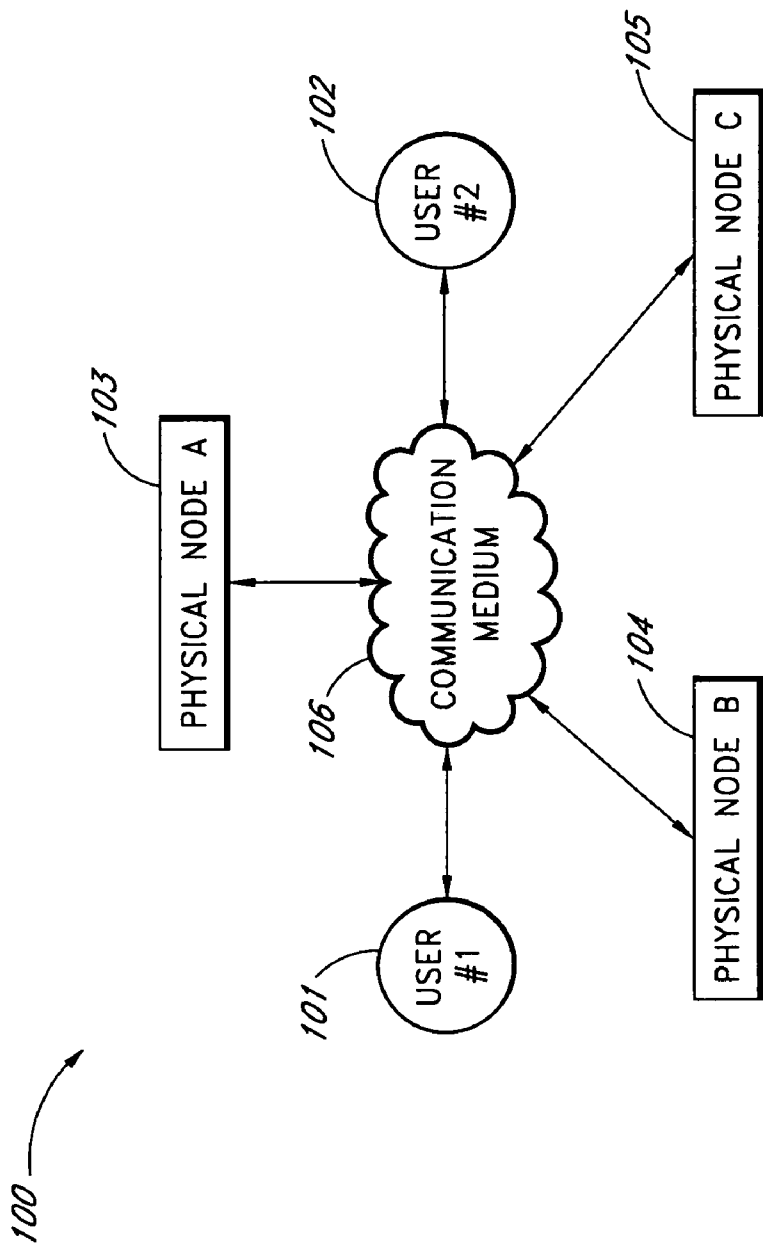 100
103
PHYSICAL NODE A
101
USER
#1
106
COMMUNICATION
MEDIUM
102
USER
#2
104
PHYSICAL NODE B
105
PHYSICAL NODE C